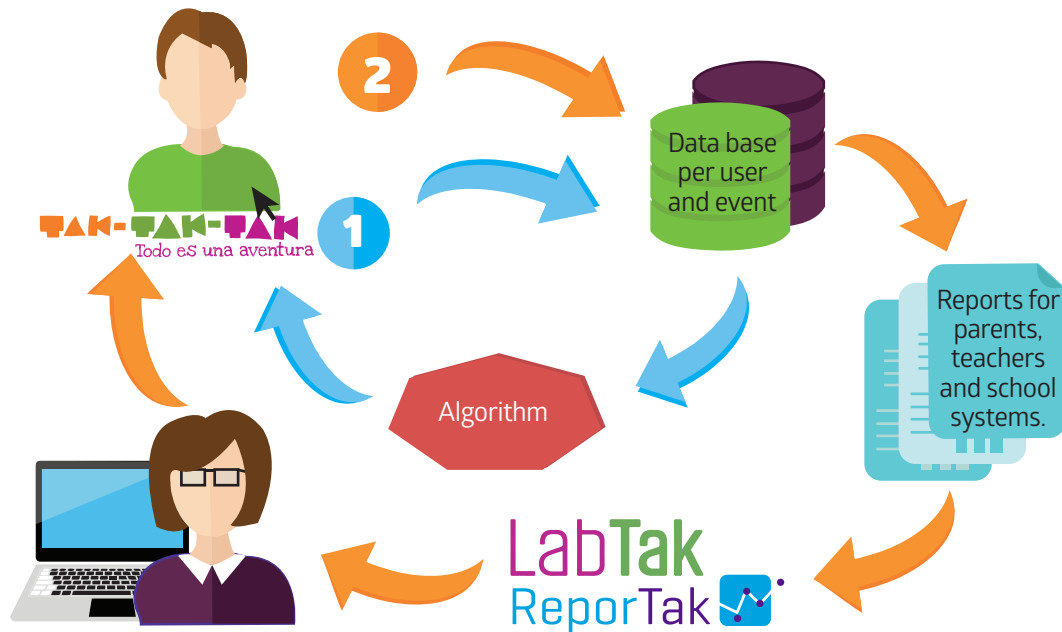 2
Data base
per user
and event
TAK-TAK-TAK
Todo es una aventura
1
Reports for
parents,
teachers
and school
systems.
Algorithm
LabTak
ReporTak